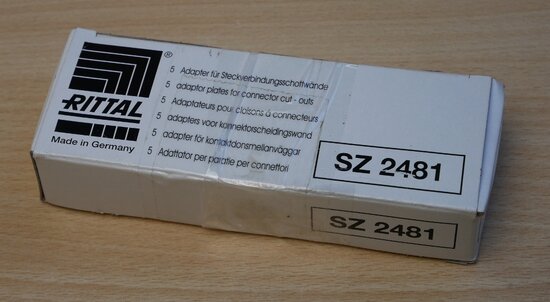 ®
RITTAL
Made in Germany
5 Adapter für Steckverbindungsschottwände
5 adaptor plates for connector cut - outs
5 Adaptateurs pour cloisons á connecteurs
5 adapters voor konnektorscheidingswand
5 adapter för kontaktdonsmellanväggar
5 Adattator per paratie per connettori
SZ 2481
SZ 2481